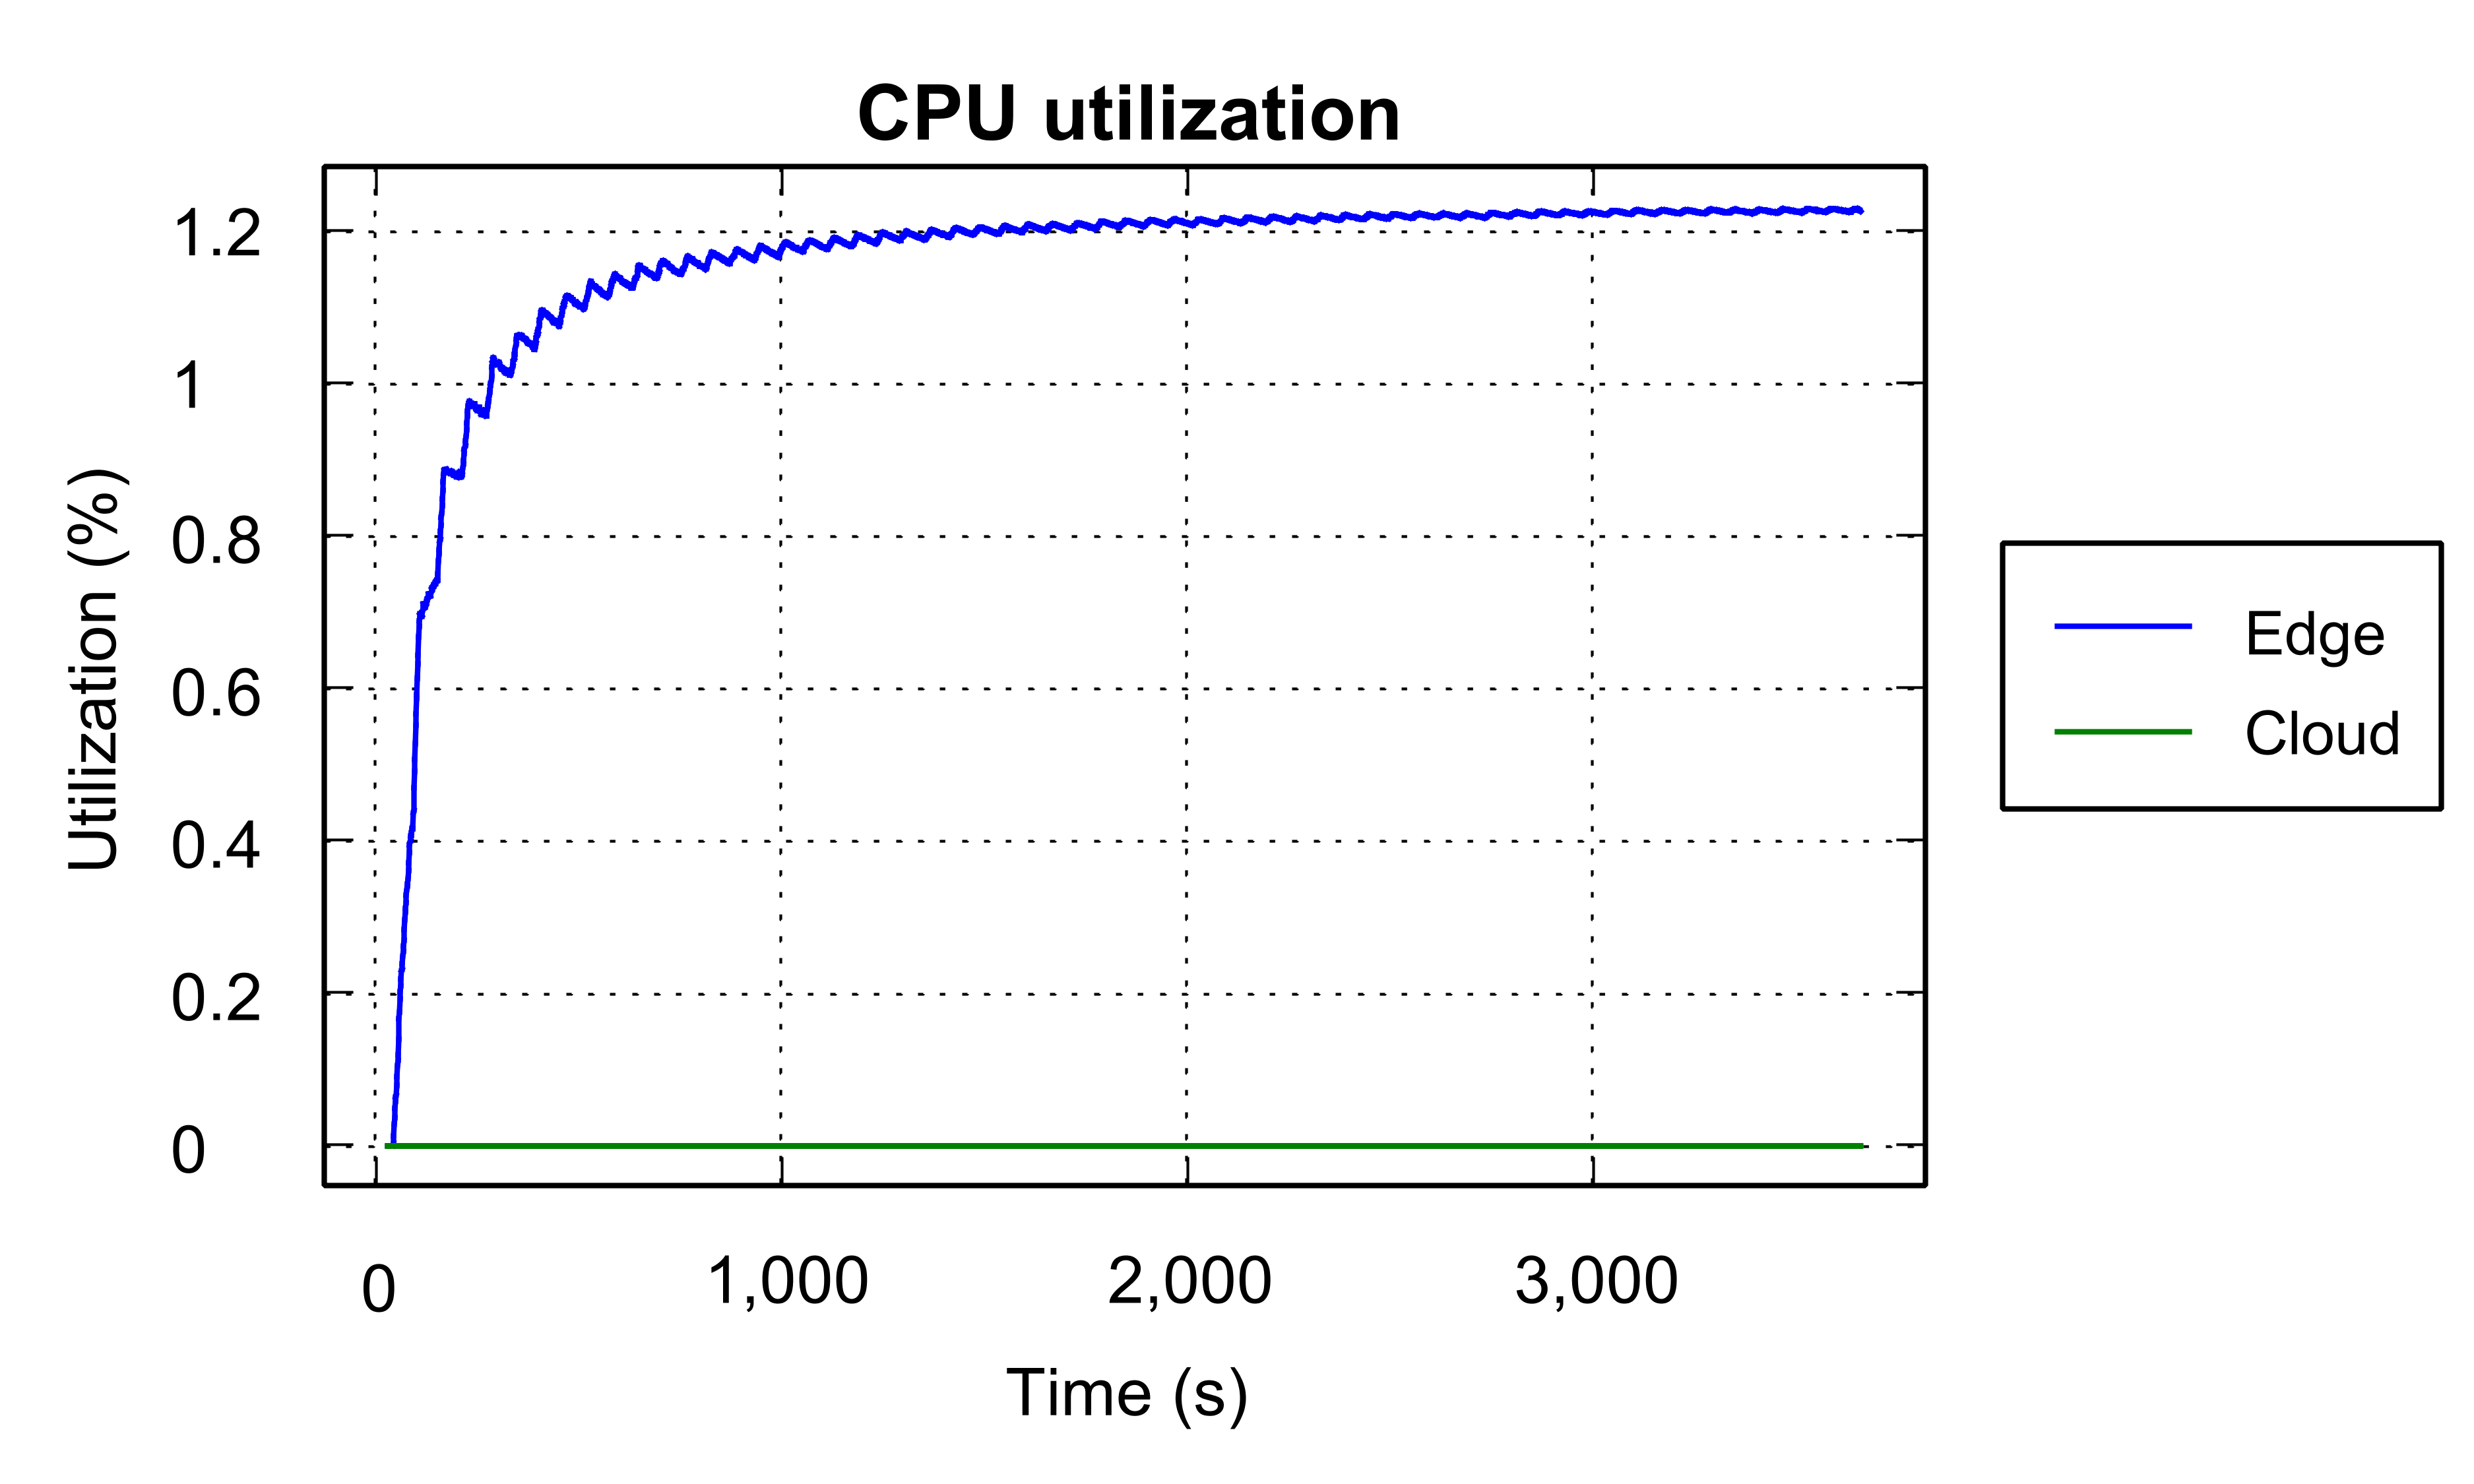 CPU utilization
1.2
1
0.8
0.6
0.4
0.2
0
Utilization (%)
0
1,000
2,000
3,000
Time (s)
Edge
Cloud